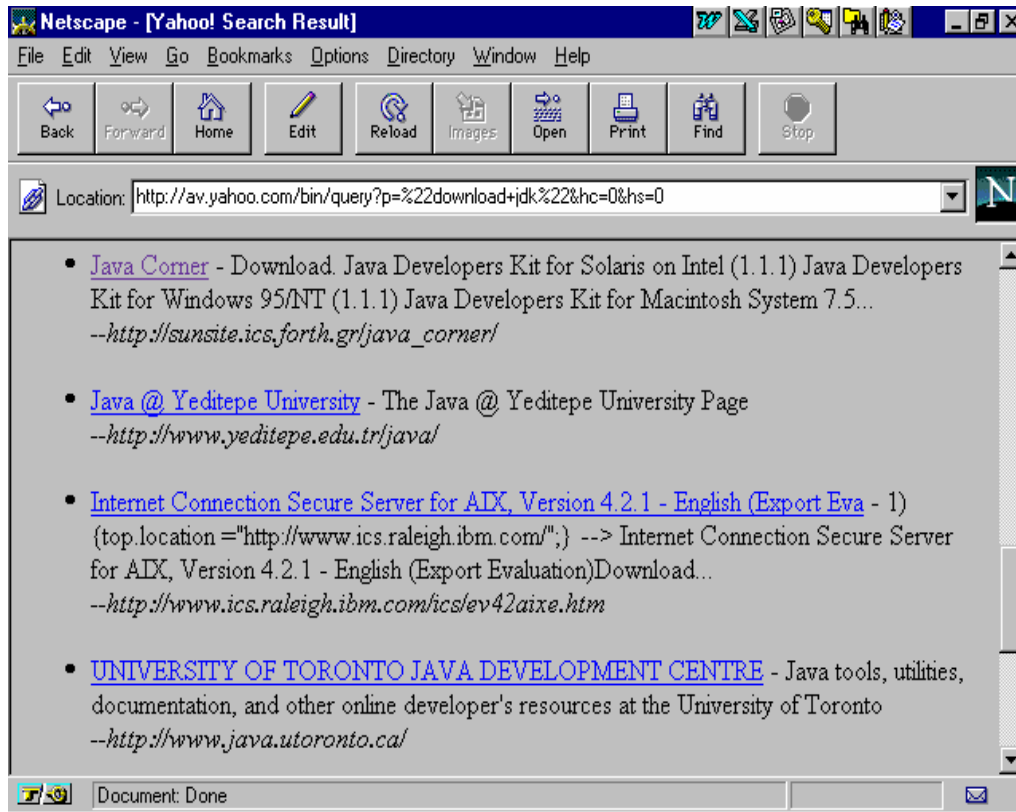 Netscape - [Yahoo! Search Result]
File Edit View Go Bookmarks Options Directory Window Help
Back Forward Home Edit Reload Images Open Print Find Stop
Location: http://av.yahoo.com/bin/query?p=%22download+jdk%22&hc=0&hs=0
N
• Java Corner - Download. Java Developers Kit for Solaris on Intel (1.1.1) Java Developers
Kit for Windows 95/NT (1.1.1) Java Developers Kit for Macintosh System 7.5...
--http://sunsite.ics.forth.gr/java_corner/
• Java @ Yeditepe University - The Java @ Yeditepe University Page
--http://www.yeditepe.edu.tr/java/
• Internet Connection Secure Server for AIX, Version 4.2.1 - English (Export Eva - 1)
{top.location ="http://www.ics.raleigh.ibm.com/";} --> Internet Connection Secure Server
for AIX, Version 4.2.1 - English (Export Evaluation)Download...
--http://www.ics.raleigh.ibm.com/ics/ev42aixe.htm
• UNIVERSITY OF TORONTO JAVA DEVELOPMENT CENTRE - Java tools, utilities,
documentation, and other online developer's resources at the University of Toronto
--http://www.java.utoronto.ca/
Document: Done